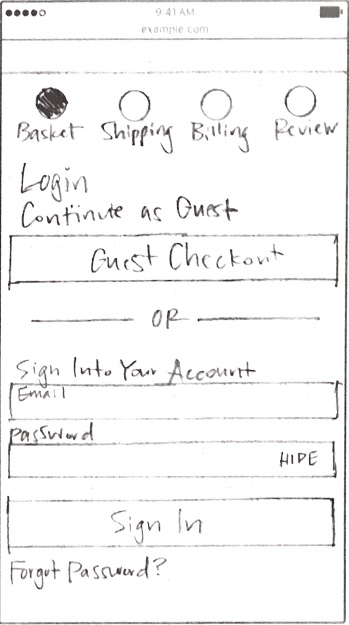 9:41 AM
example.com
Basket Shipping Billing Review
Login
Continue as Guest
Guest Checkout
OR
Sign Into Your Account
Email
Password
HIDE
Sign In
Forgot Password?